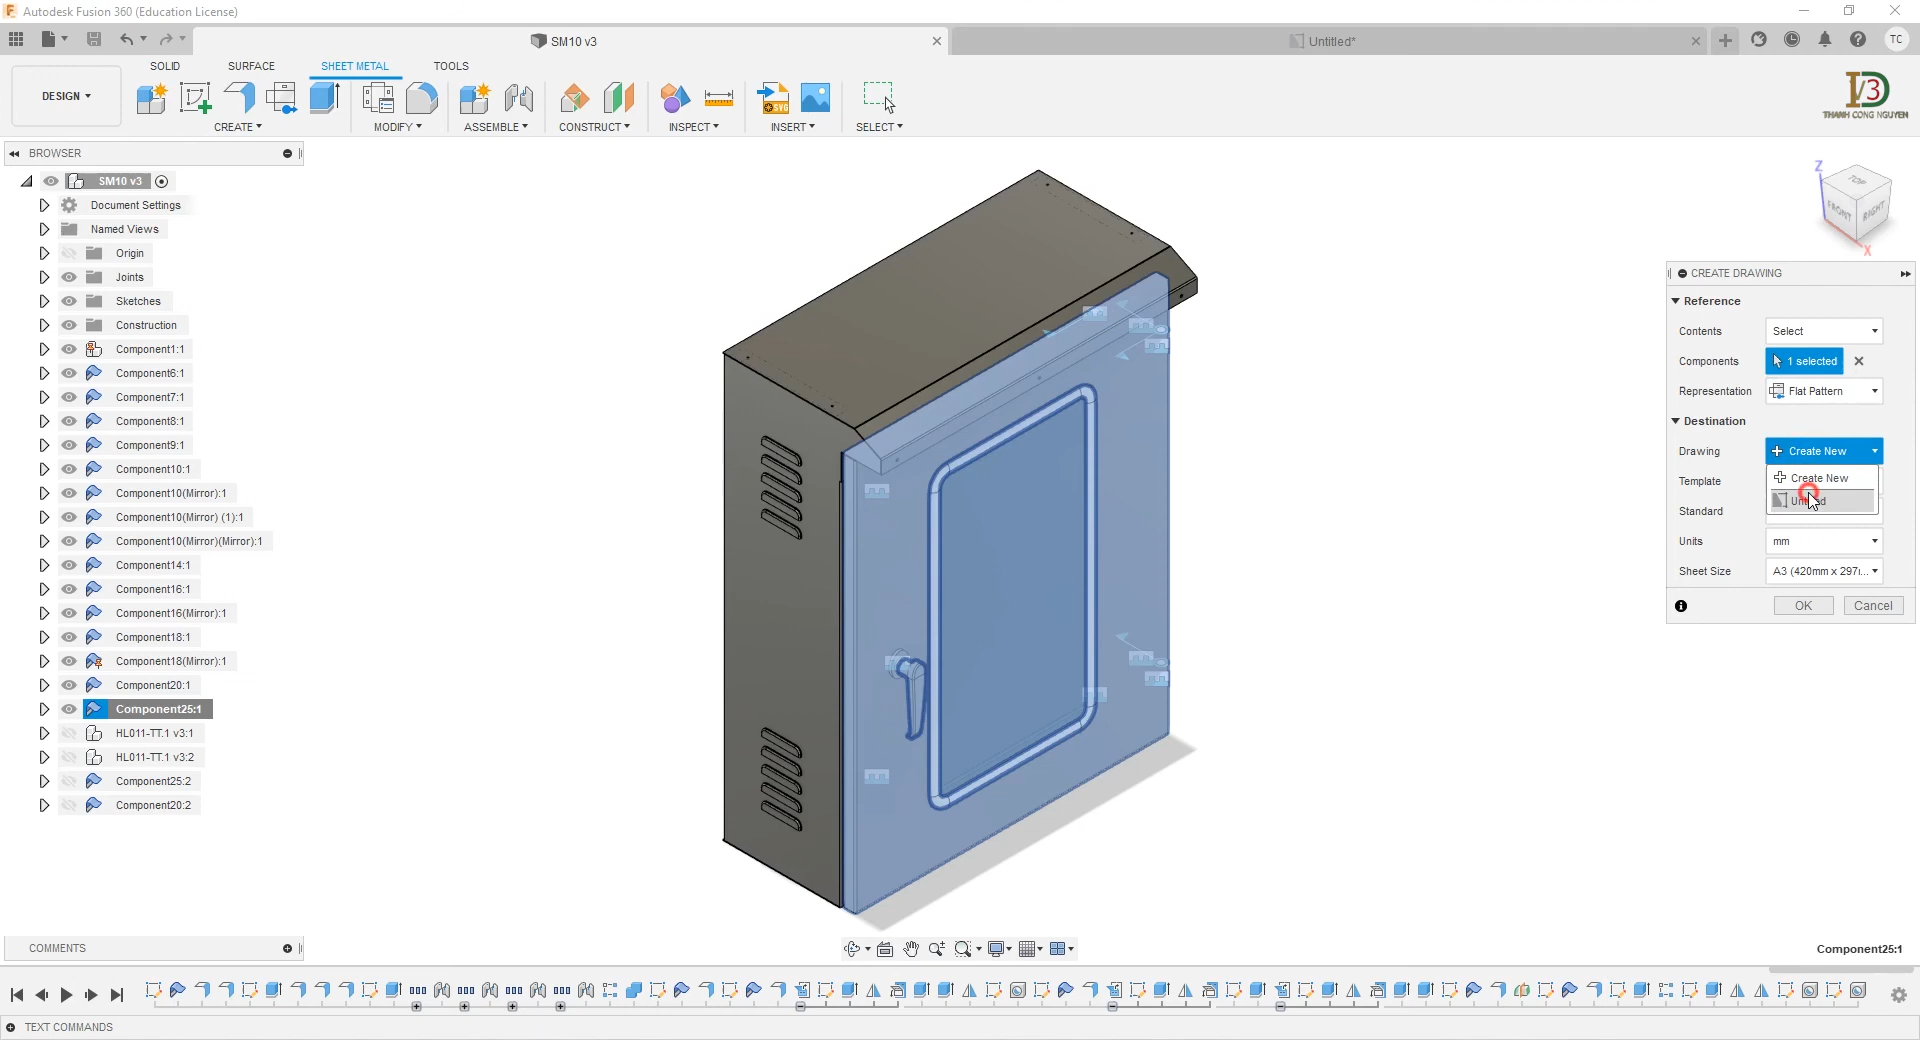 Autodesk Fusion 360 (Education License)
SM10 v3
Untitled*
TC
SOLID
SURFACE
SHEET METAL
TOOLS
DESIGN
CREATE
MODIFY
ASSEMBLE
CONSTRUCT
INSPECT
INSERT
SELECT
SVG
V3
THANH CONG NGUYEN
BROWSER
SM10 v3
Document Settings
Named Views
Origin
Joints
Sketches
Construction
Component1:1
Component6:1
Component7:1
Component8:1
Component9:1
Component10:1
Component10(Mirror):1
Component10(Mirror) (1):1
Component10(Mirror)(Mirror):1
Component14:1
Component16:1
Component16(Mirror):1
Component18:1
Component18(Mirror):1
Component20:1
Component25:1
HL011-TT.1 v3:1
HL011-TT.1 v3:2
Component25:2
Component20:2
Z
TOP
FRONT
RIGHT
X
CREATE DRAWING
Reference
Contents
Select
Components
1 selected
Representation
Flat Pattern
Destination
Drawing
Create New
Create New
Template
Standard
Units
mm
Sheet Size
A3 (420mm x 297...
OK
Cancel
COMMENTS
Component25:1
TEXT COMMANDS